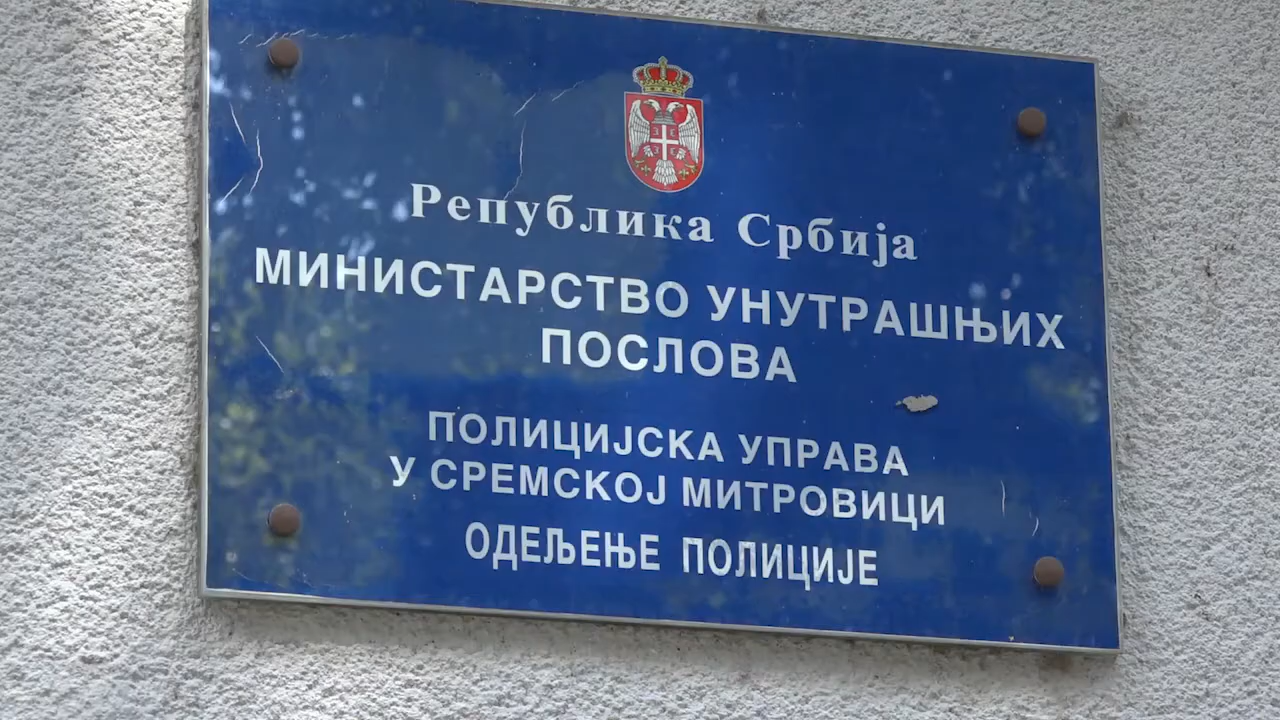 Република Србија
МИНИСТАРСТВО УНУТРАШЊИХ
ПОСЛОВА
ПОЛИЦИЈСКА УПРАВА
У СРЕМСКОЈ МИТРОВИЦИ
ОДЕЉЕЊЕ ПОЛИЦИЈЕ